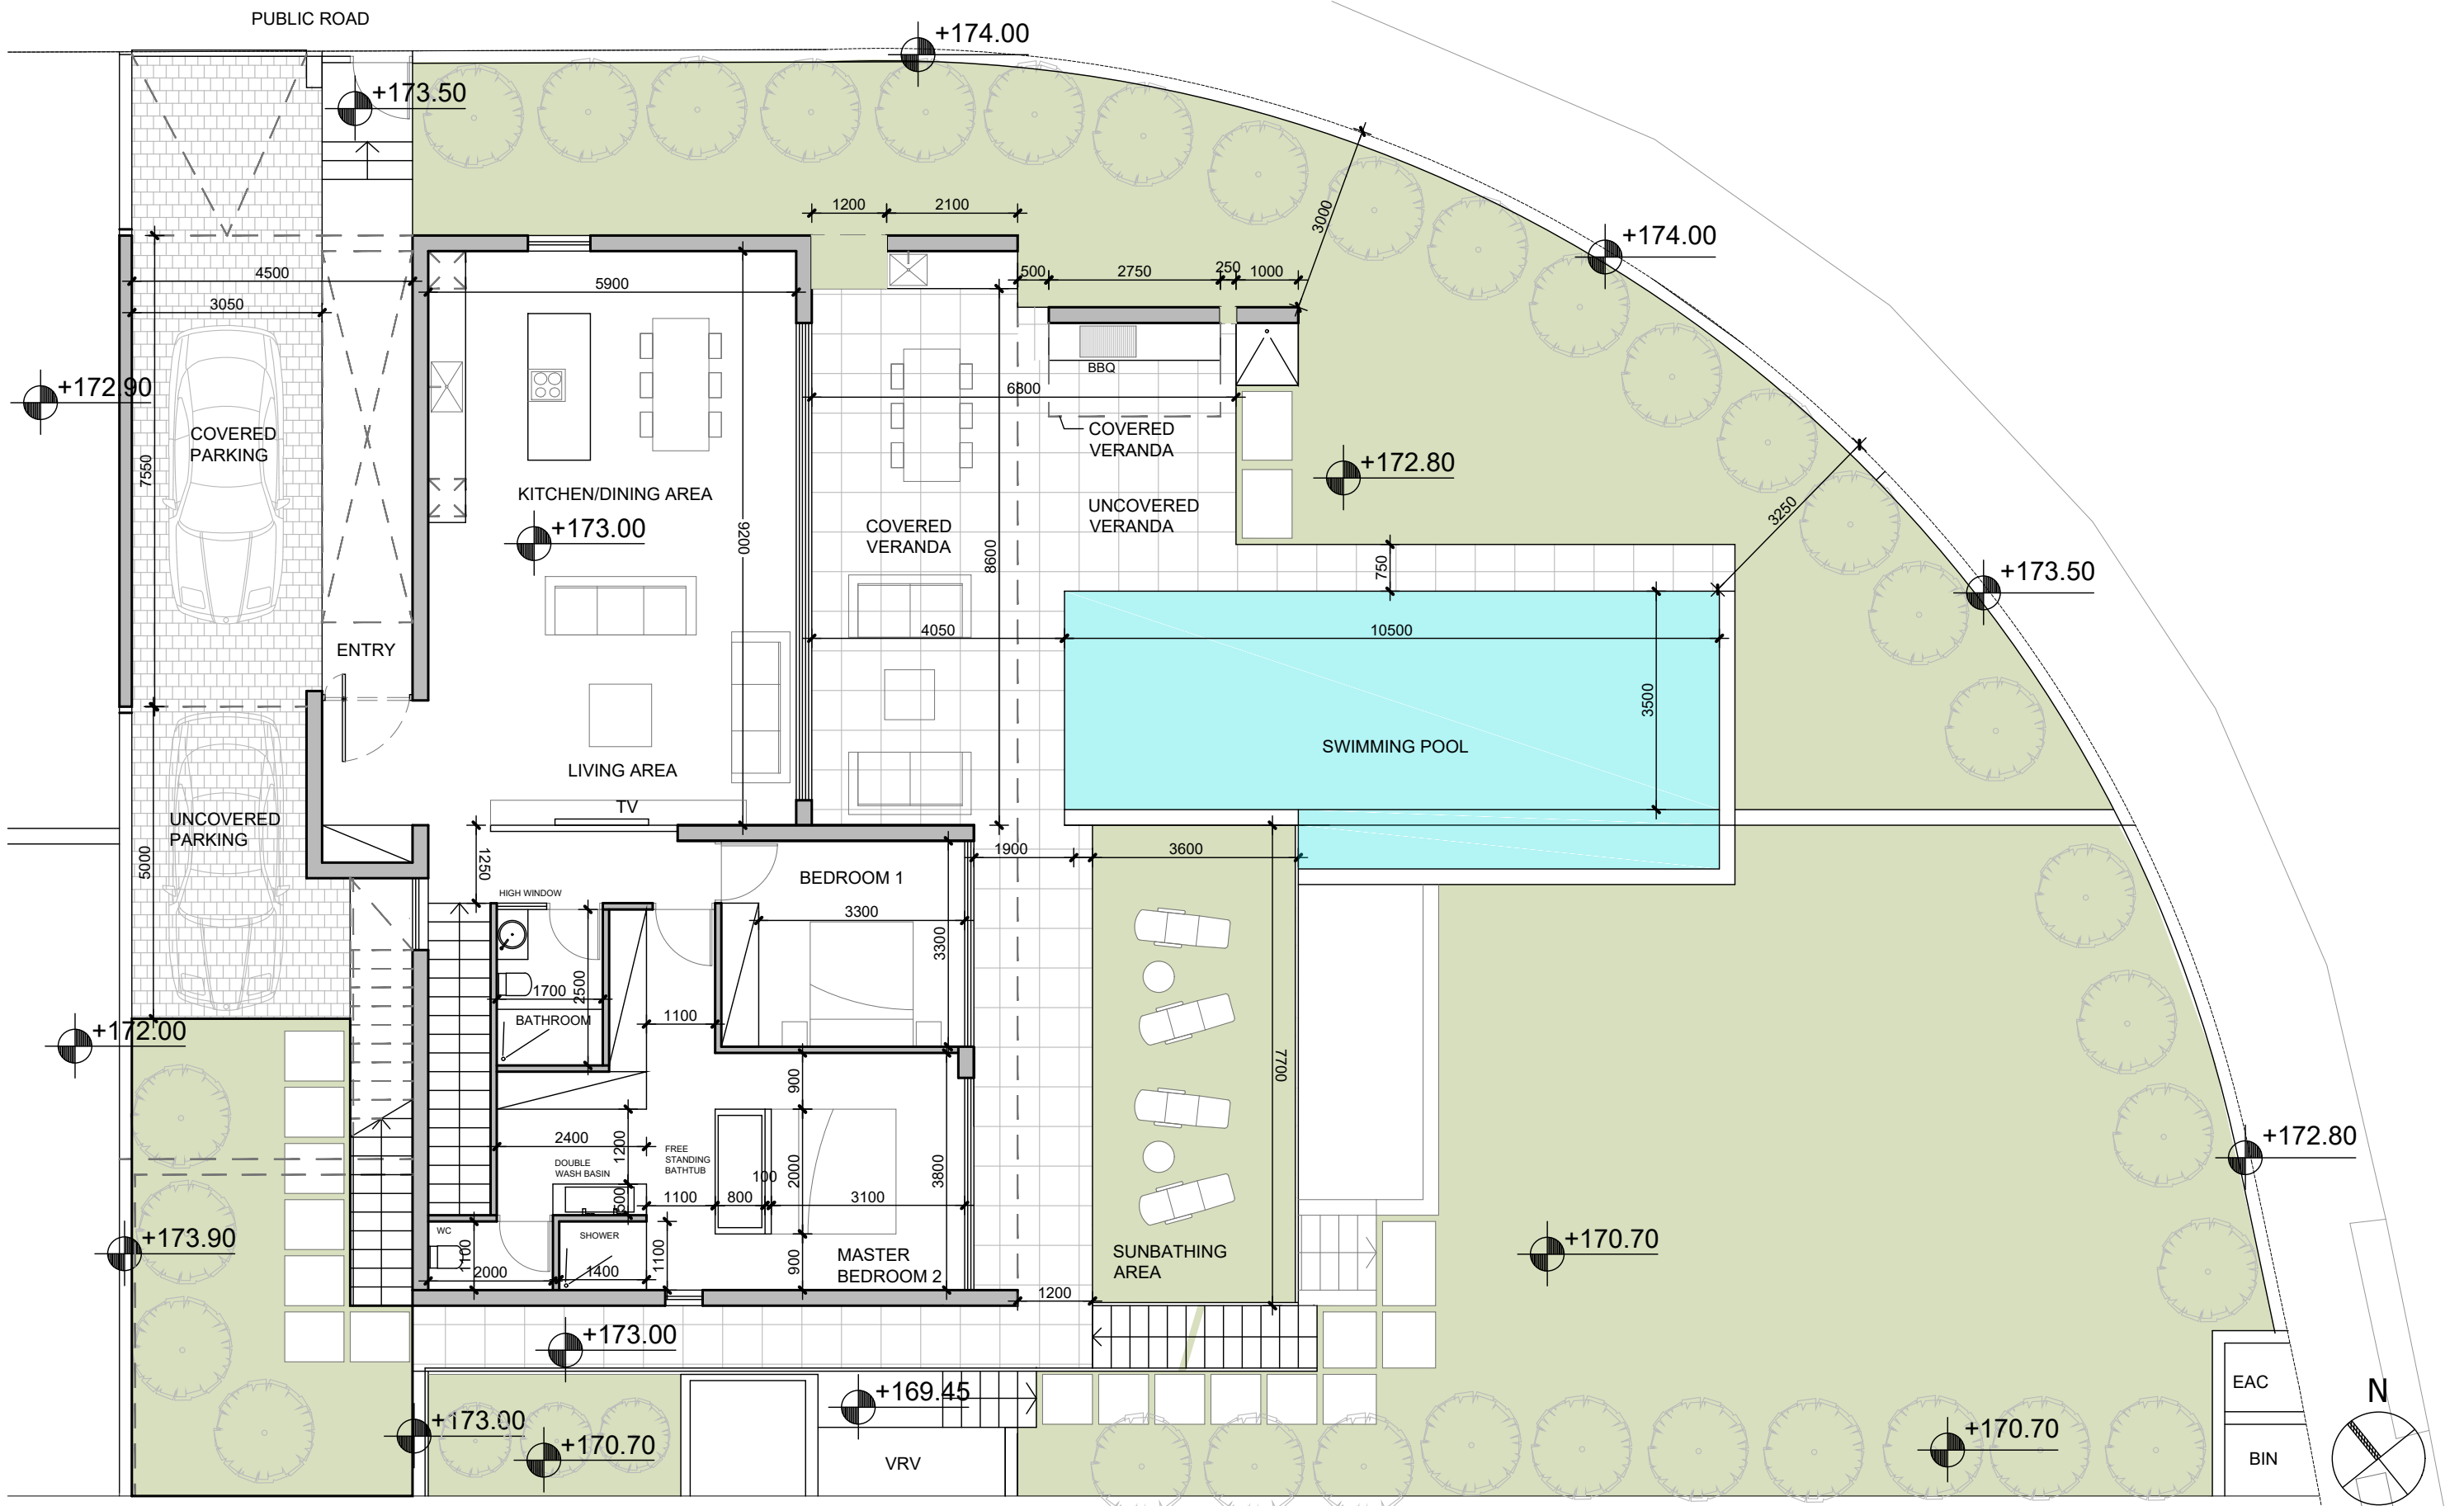 PUBLIC ROAD
+174.00
+173.50
1200
2100
3000
+174.00
4500
5900
500
2750
250
1000
3050
+172.90
BBQ
6800
COVERED
PARKING
COVERED
VERANDA
7550
+172.80
KITCHEN/DINING AREA
UNCOVERED
VERANDA
3250
+173.00
9200
COVERED
VERANDA
8600
750
+173.50
ENTRY
4050
10500
3500
SWIMMING POOL
LIVING AREA
TV
UNCOVERED
PARKING
5000
1250
1900
3600
BEDROOM 1
HIGH WINDOW
3300
3300
1700
2500
BATHROOM
1100
+172.00
7700
900
2400
1200
DOUBLE
WASH BASIN
FREE
STANDING
BATHTUB
100
2000
3800
+172.80
500
1100
800
3100
WC
SHOWER
+173.90
1100
1100
2000
1400
900
MASTER
BEDROOM 2
SUNBATHING
AREA
+170.70
1200
+173.00
EAC
N
+169.45
+173.00
+170.70
+170.70
VRV
BIN